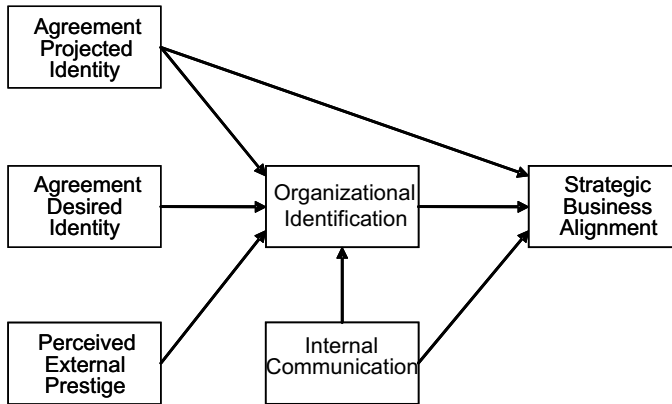 Agreement
Projected
Identity
Agreement
Desired
Identity
Organizational
Identification
Strategic
Business
Alignment
Perceived
External
Prestige
Internal
Communication